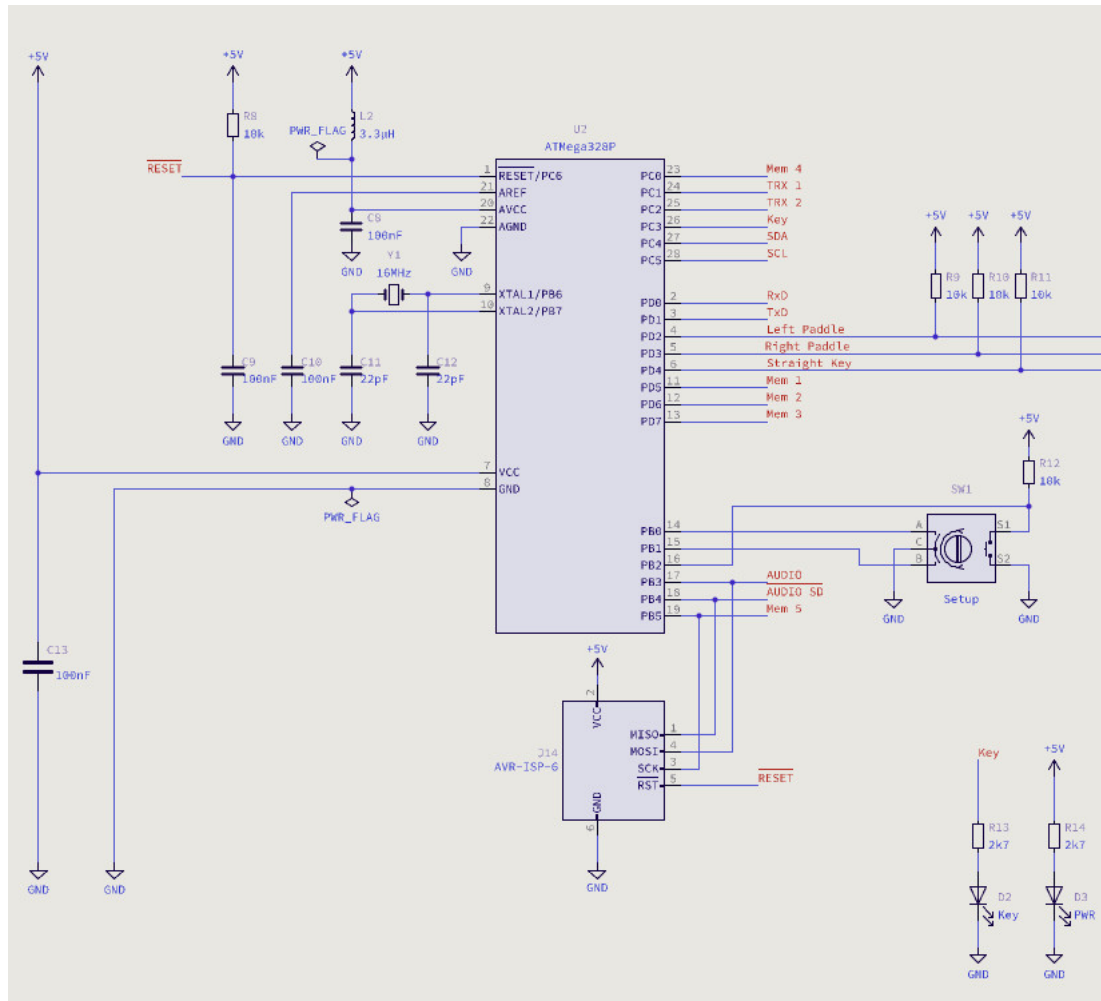 +5V
+5V
+5V
R8
10k
PWR_FLAG
L2
3.3µH
RESET
U2
ATMega328P
1
RESET/PC6
21
AREF
20
AVCC
22
AGND
C8
100nF
GND
GND
Y1
16MHz
9
XTAL1/PB6
10
XTAL2/PB7
C9
100nF
C10
100nF
C11
22pF
C12
22pF
GND
GND
GND
GND
7
VCC
8
GND
PWR_FLAG
PC0
23
Mem 4
PC1
24
TRX 1
PC2
25
TRX 2
PC3
26
Key
PC4
27
SDA
PC5
28
SCL
PD0
2
RxD
PD1
3
TxD
PD2
4
Left Paddle
PD3
5
Right Paddle
PD4
6
Straight Key
PD5
11
Mem 1
PD6
12
Mem 2
PD7
13
Mem 3
+5V
+5V
+5V
R9
10k
R10
10k
R11
10k
+5V
R12
10k
SW1
A
C
B
S1
S2
Setup
GND
GND
PB0
14
PB1
15
PB2
16
PB3
17
AUDIO
PB4
18
AUDIO SD
PB5
19
Mem 5
C13
100nF
GND
GND
+5V
2
VCC
MISO
1
MOSI
4
SCK
3
RST
5
RESET
J14
AVR-ISP-6
GND
6
GND
Key
+5V
R13
2k7
R14
2k7
D2
Key
D3
PWR
GND
GND